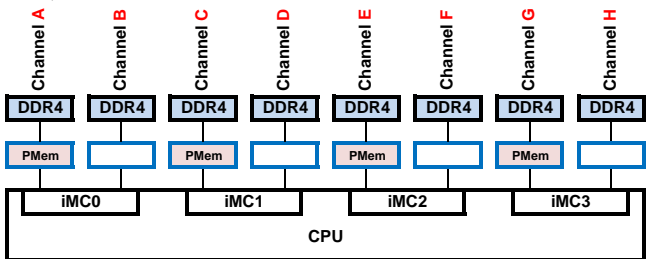 Channel A
Channel B
Channel C
Channel D
Channel E
Channel F
Channel G
Channel H
DDR4 DDR4 DDR4 DDR4 DDR4 DDR4 DDR4 DDR4
PMem PMem PMem PMem
iMC0 iMC1 iMC2 iMC3
CPU